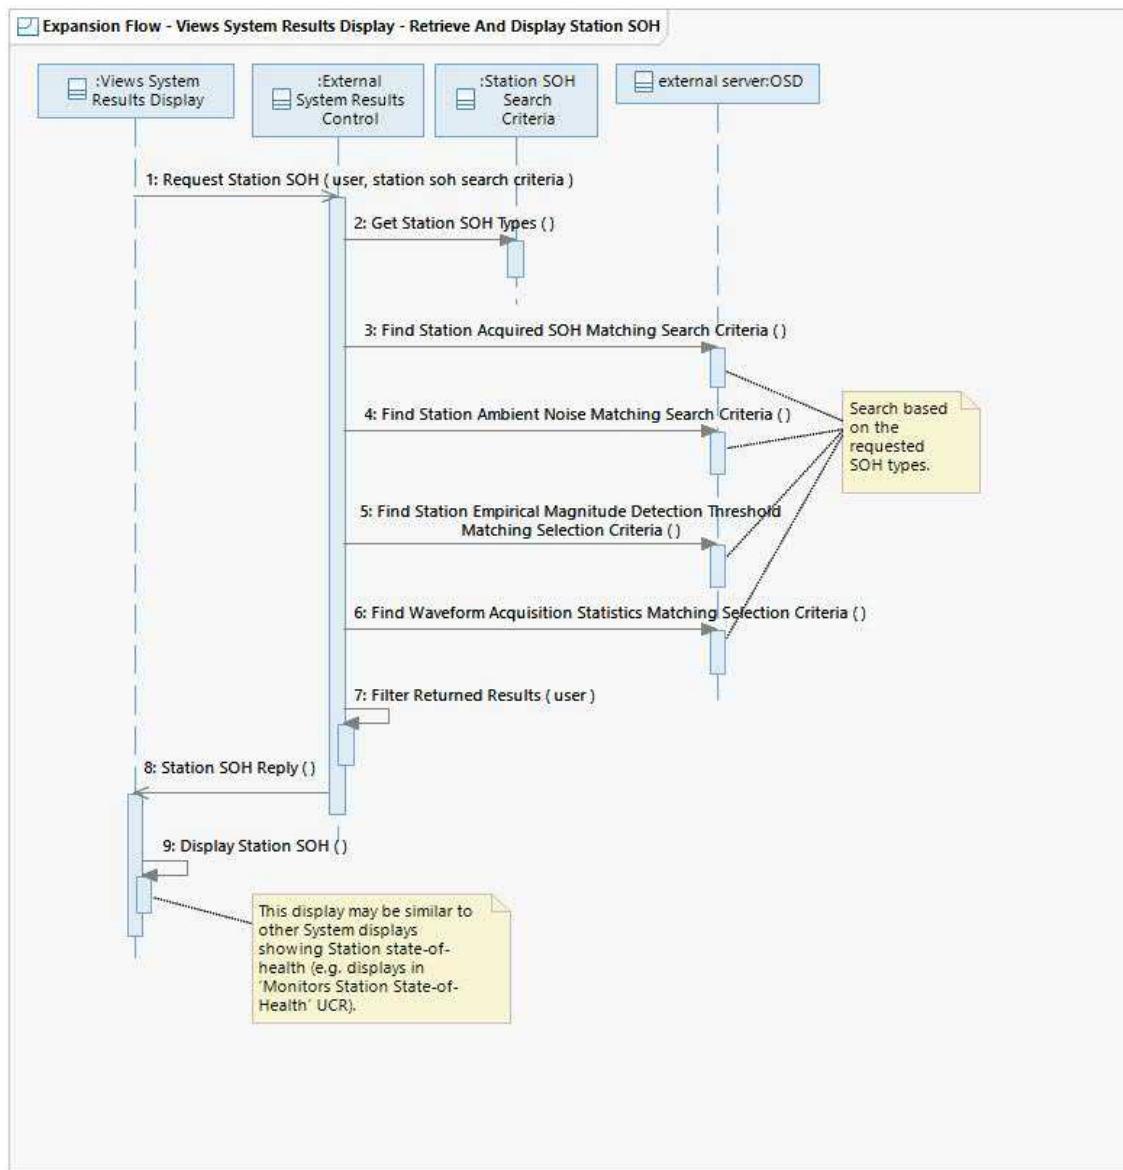 Expansion Flow - Views System Results Display - Retrieve And Display Station SOH
:Views System
Results Display
:External
System Results
Control
:Station SOH
Search
Criteria
external server:OSD
1: Request Station SOH ( user, station soh search criteria )
2: Get Station SOH Types ( )
3: Find Station Acquired SOH Matching Search Criteria ( )
4: Find Station Ambient Noise Matching Search Criteria ( )
Search based
on the
requested
SOH types.
5: Find Station Empirical Magnitude Detection Threshold
Matching Selection Criteria ( )
6: Find Waveform Acquisition Statistics Matching Selection Criteria ( )
7: Filter Returned Results ( user )
8: Station SOH Reply ( )
9: Display Station SOH ( )
This display may be similar to
other System displays
showing Station state-of-
health (e.g. displays in
'Monitors Station State-of-
Health' UCR).